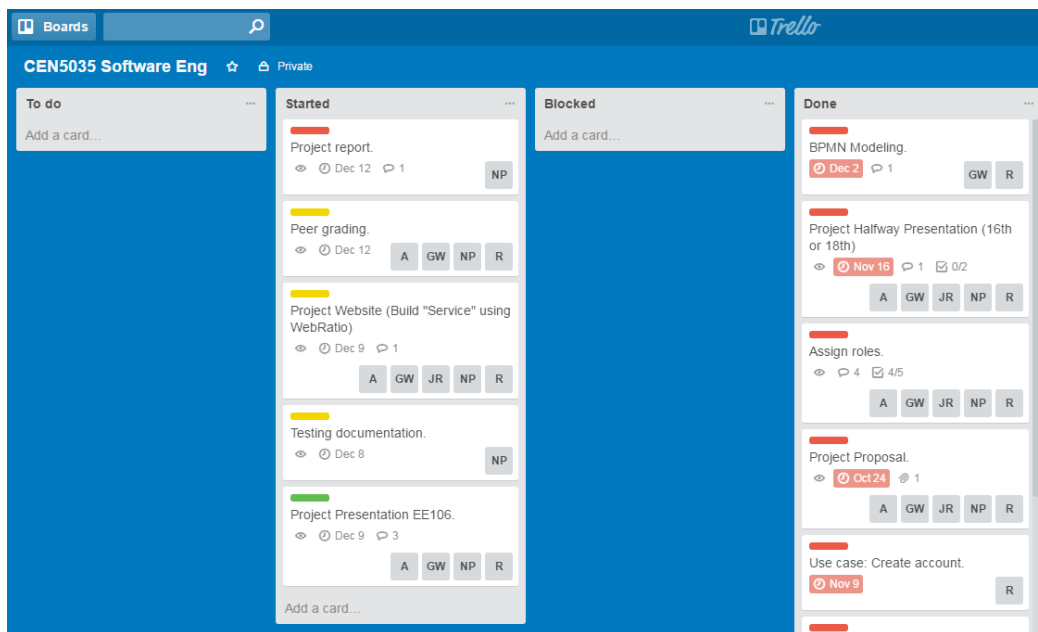 Boards
Trello
CEN5035 Software Eng
Private
To do
Add a card...
Started
Project report.
Dec 12 1
NP
Peer grading.
Dec 12
A GW NP R
Project Website (Build "Service" using
WebRatio)
Dec 9 1
A GW JR NP R
Testing documentation.
Dec 8
NP
Project Presentation EE106.
Dec 9 3
A GW NP R
Add a card...
Blocked
Add a card...
Done
BPMN Modeling.
Dec 2 1
GW R
Project Halfway Presentation (16th
or 18th)
Nov 16 1 0/2
A GW JR NP R
Assign roles.
4 4/5
A GW JR NP R
Project Proposal.
Oct 24 1
A GW JR NP R
Use case: Create account.
Nov 9
R